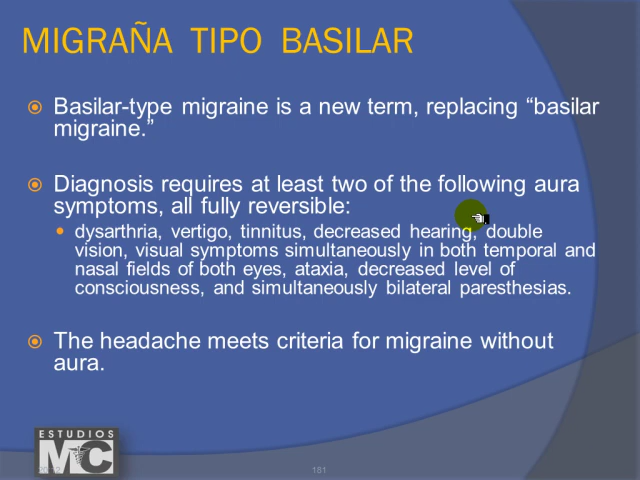 MIGRAÑA TIPO BASILAR
Basilar-type migraine is a new term, replacing “basilar
migraine.”
Diagnosis requires at least two of the following aura
symptoms, all fully reversible:
dysarthria, vertigo, tinnitus, decreased hearing, double
vision, visual symptoms simultaneously in both temporal and
nasal fields of both eyes, ataxia, decreased level of
consciousness, and simultaneously bilateral paresthesias.
The headache meets criteria for migraine without
aura.
ESTUDIOS
MC
181